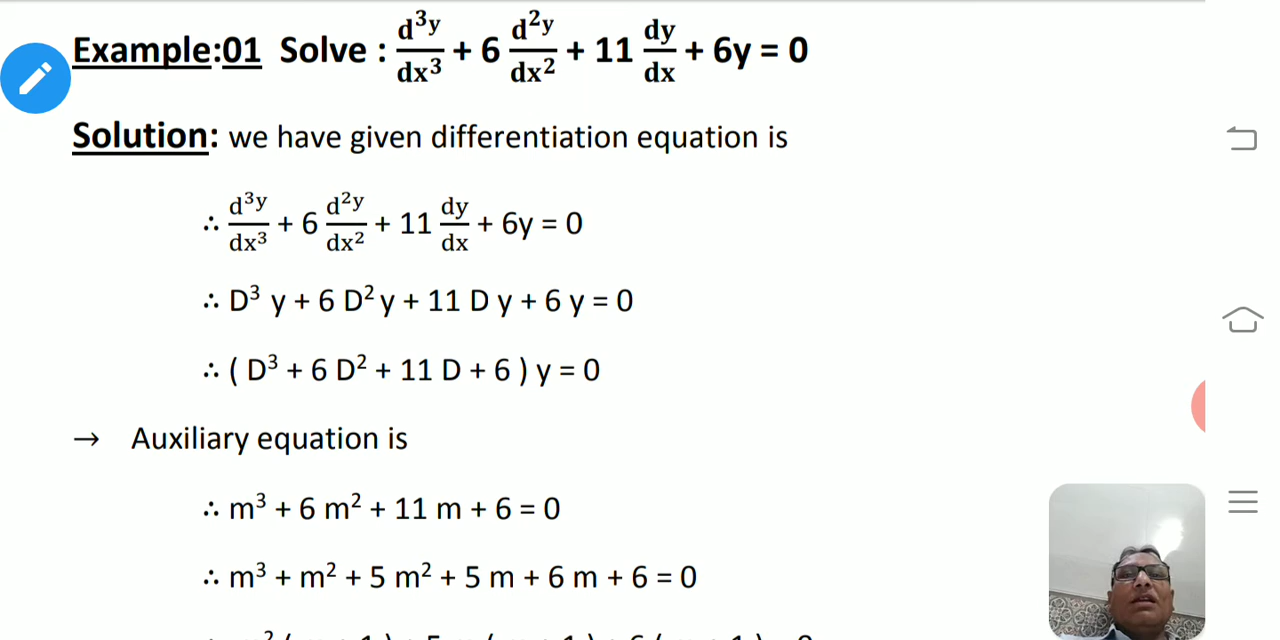 Example:01 Solve : d³y/dx³ + 6 d²y/dx² + 11 dy/dx + 6y = 0
Solution: we have given differentiation equation is
∴ d³y/dx³ + 6 d²y/dx² + 11 dy/dx + 6y = 0
∴ D³ y + 6 D² y + 11 D y + 6 y = 0
∴ ( D³ + 6 D² + 11 D + 6 ) y = 0
→ Auxiliary equation is
∴ m³ + 6 m² + 11 m + 6 = 0
∴ m³ + m² + 5 m² + 5 m + 6 m + 6 = 0